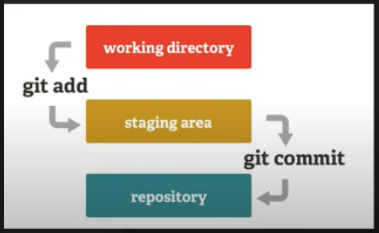 working directory
git add
staging area
git commit
repository